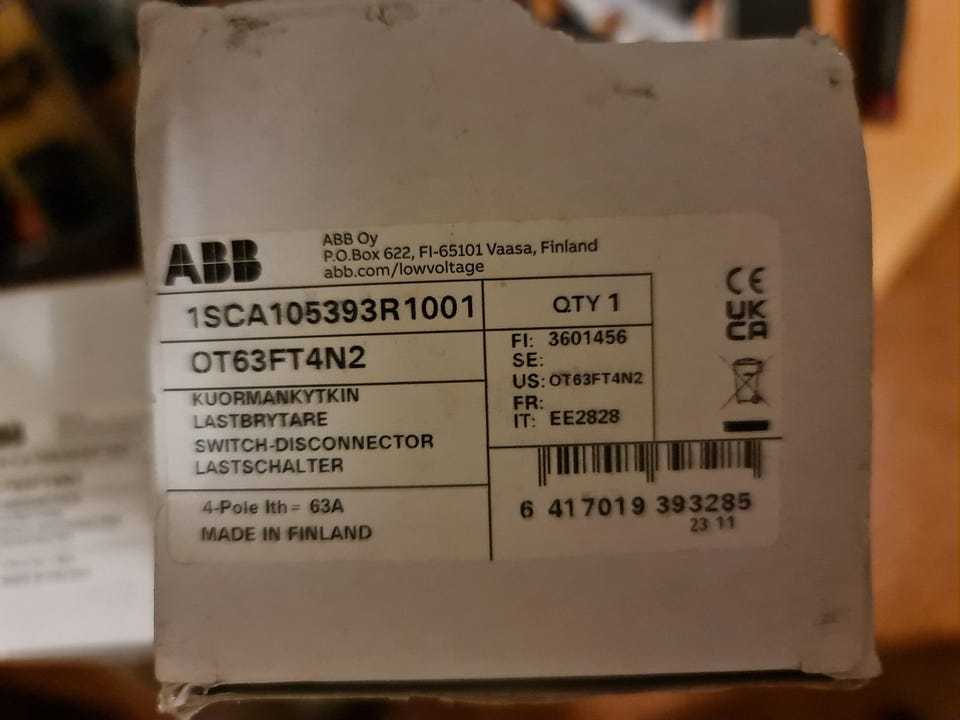 ABB
ABB Oy
P.O.Box 622, FI-65101 Vaasa, Finland
abb.com/lowvoltage
1SCA105393R1001
QTY 1
OT63FT4N2
FI: 3601456
SE:
US: OT63FT4N2
FR:
IT: EE2828
KUORMANKYTKIN
LASTBRYTARE
SWITCH-DISCONNECTOR
LASTSCHALTER
4-Pole Ith = 63A
MADE IN FINLAND
CE
UK
CA
6 417019 393285
23 11